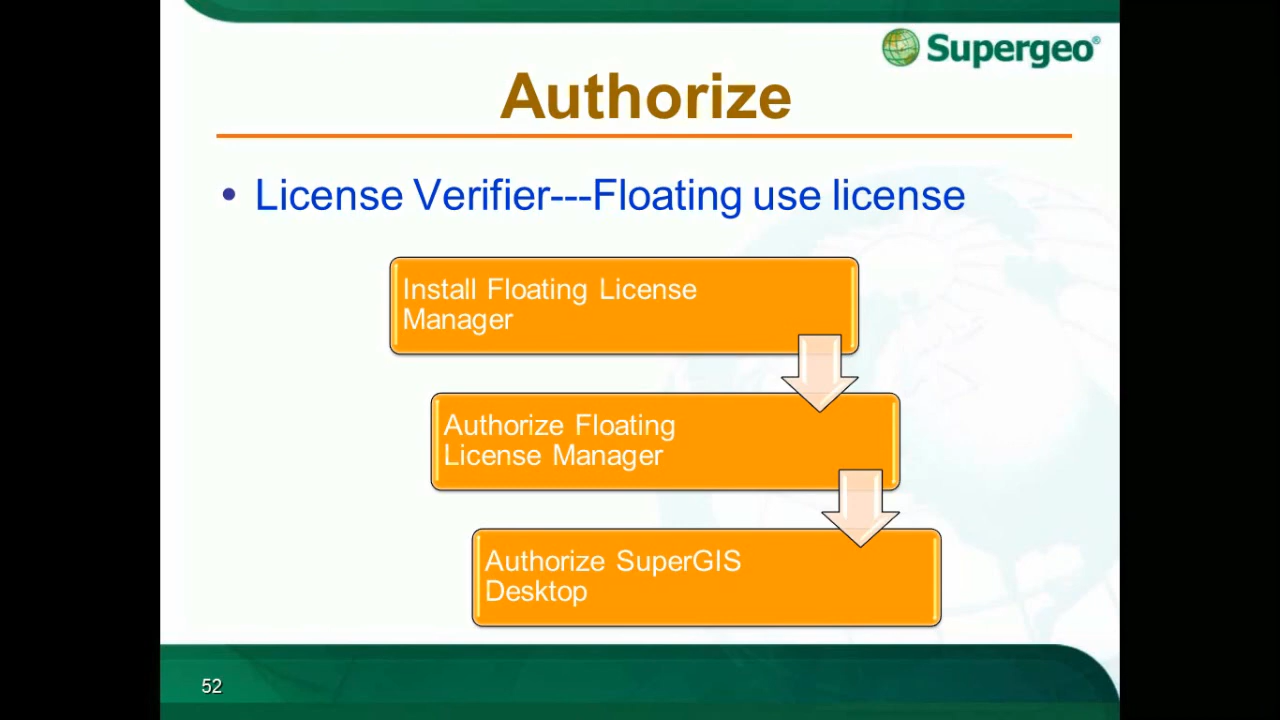 Supergeo®
Authorize
• License Verifier---Floating use license
Install Floating License
Manager
Authorize Floating
License Manager
Authorize SuperGIS
Desktop
52